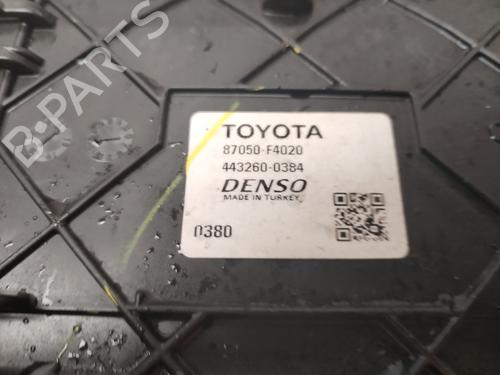 B-PARTS
TOYOTA
87050-F4020
443260-0384
DENSO
MADE IN TURKEY
0380